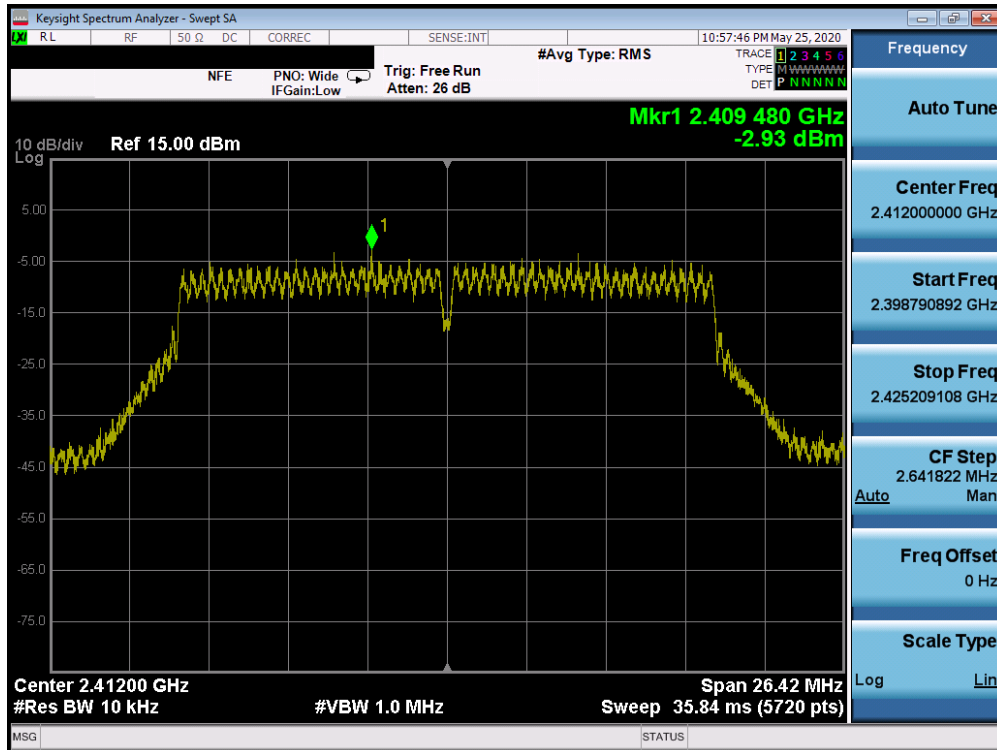 Keysight Spectrum Analyzer - Swept SA
LXI RL RF 50 Ω DC CORREC SENSE:INT 10:57:46 PM May 25, 2020
#Avg Type: RMS TRACE 1 2 3 4 5 6
NFE PNO: Wide Trig: Free Run TYPE M WWWWW
IFGain:Low Atten: 26 dB DET P N N N N N
Mkr1 2.409 480 GHz
-2.93 dBm
10 dB/div Ref 15.00 dBm
Log
1
5.00
-5.00
-15.0
-25.0
-35.0
-45.0
-55.0
-65.0
-75.0
Center 2.41200 GHz Span 26.42 MHz
#Res BW 10 kHz #VBW 1.0 MHz Sweep 35.84 ms (5720 pts)
MSG STATUS
Frequency
Auto Tune
Center Freq
2.412000000 GHz
Start Freq
2.398790892 GHz
Stop Freq
2.425209108 GHz
CF Step
2.641822 MHz
Auto Man
Freq Offset
0 Hz
Scale Type
Log Lin